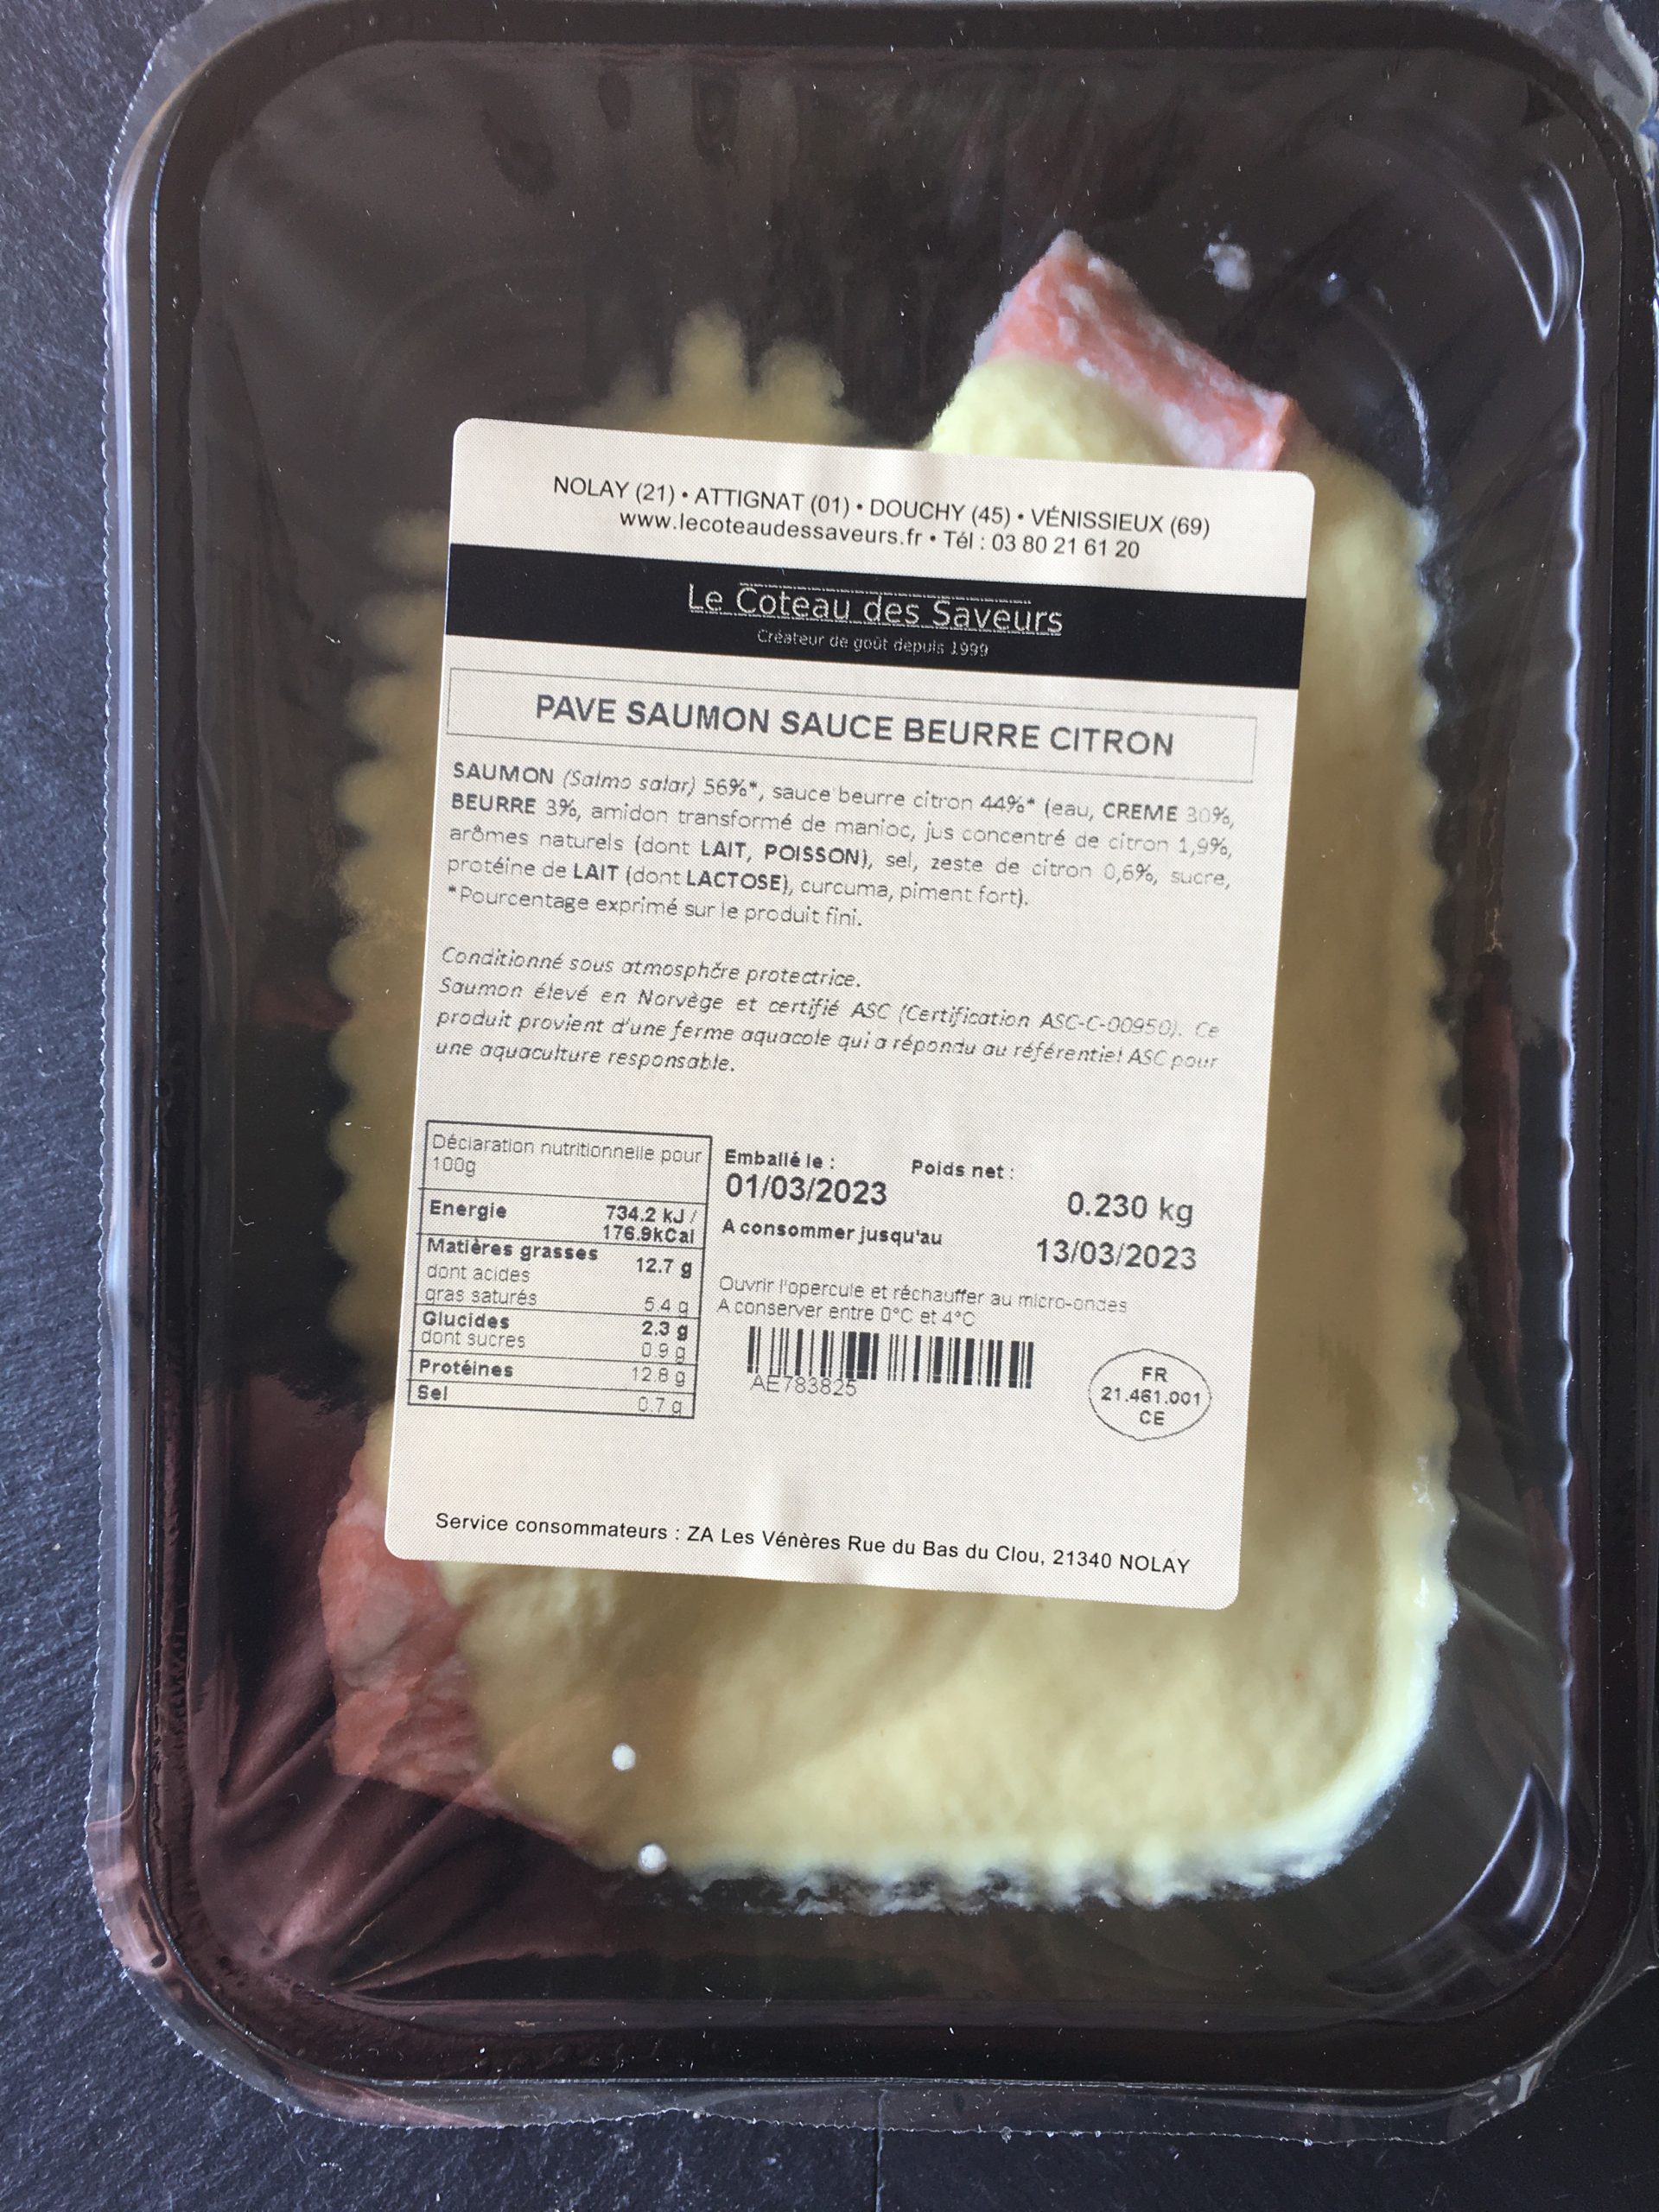 NOLAY (21) • ATTIGNAT (01) • DOUCHY (45) • VÉNISSIEUX (69)
www.lecoteaudessaveurs.fr • Tél : 03 80 21 61 20
Le Coteau des Saveurs
Créateur de goût depuis 1999
PAVE SAUMON SAUCE BEURRE CITRON
SAUMON (Salmo salar) 56%*, sauce beurre citron 44%* (eau, CREME 30%,
BEURRE 3%, amidon transformé de manioc, jus concentré de citron 1,9%,
arômes naturels (dont LAIT, POISSON), sel, zeste de citron 0,6%, sucre,
protéine de LAIT (dont LACTOSE), curcuma, piment fort).
*Pourcentage exprimé sur le produit fini.
Conditionné sous atmosphère protectrice.
Saumon élevé en Norvège et certifié ASC (Certification ASC-C-00950). Ce
produit provient d'une ferme aquacole qui a répondu au référentiel ASC pour
une aquaculture responsable.
Déclaration nutritionnelle pour
100g
Energie 734.2 kJ /
176.9kCal
Matières grasses 12.7 g
dont acides
gras saturés 5.4 g
Glucides 2.3 g
dont sucres 0.9 g
Protéines 12.8 g
Sel 0.7 g
Emballé le : Poids net :
01/03/2023 0.230 kg
A consommer jusqu'au 13/03/2023
Ouvrir l'opercule et réchauffer au micro-ondes
A conserver entre 0°C et 4°C
AE783825
FR
21.461.001
CE
Service consommateurs : ZA Les Vénères Rue du Bas du Clou, 21340 NOLAY